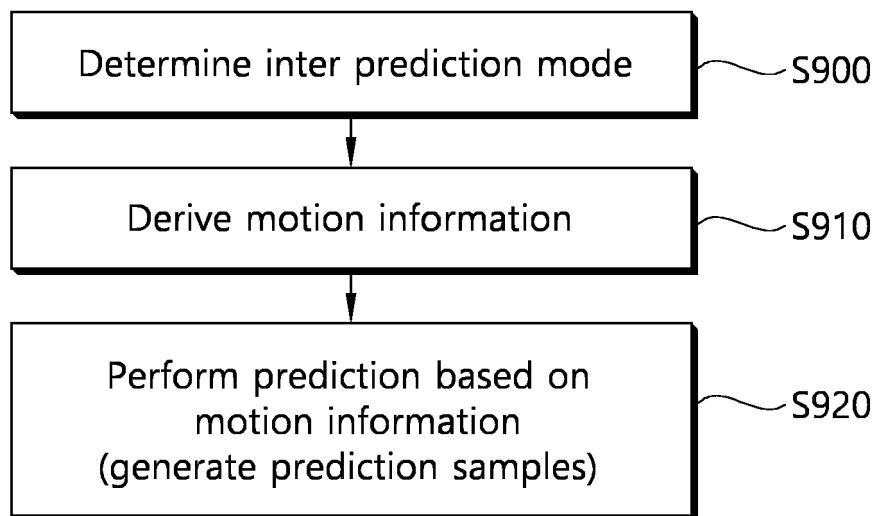 Determine inter prediction mode
S900
Derive motion information
S910
Perform prediction based on
motion information
(generate prediction samples)
S920